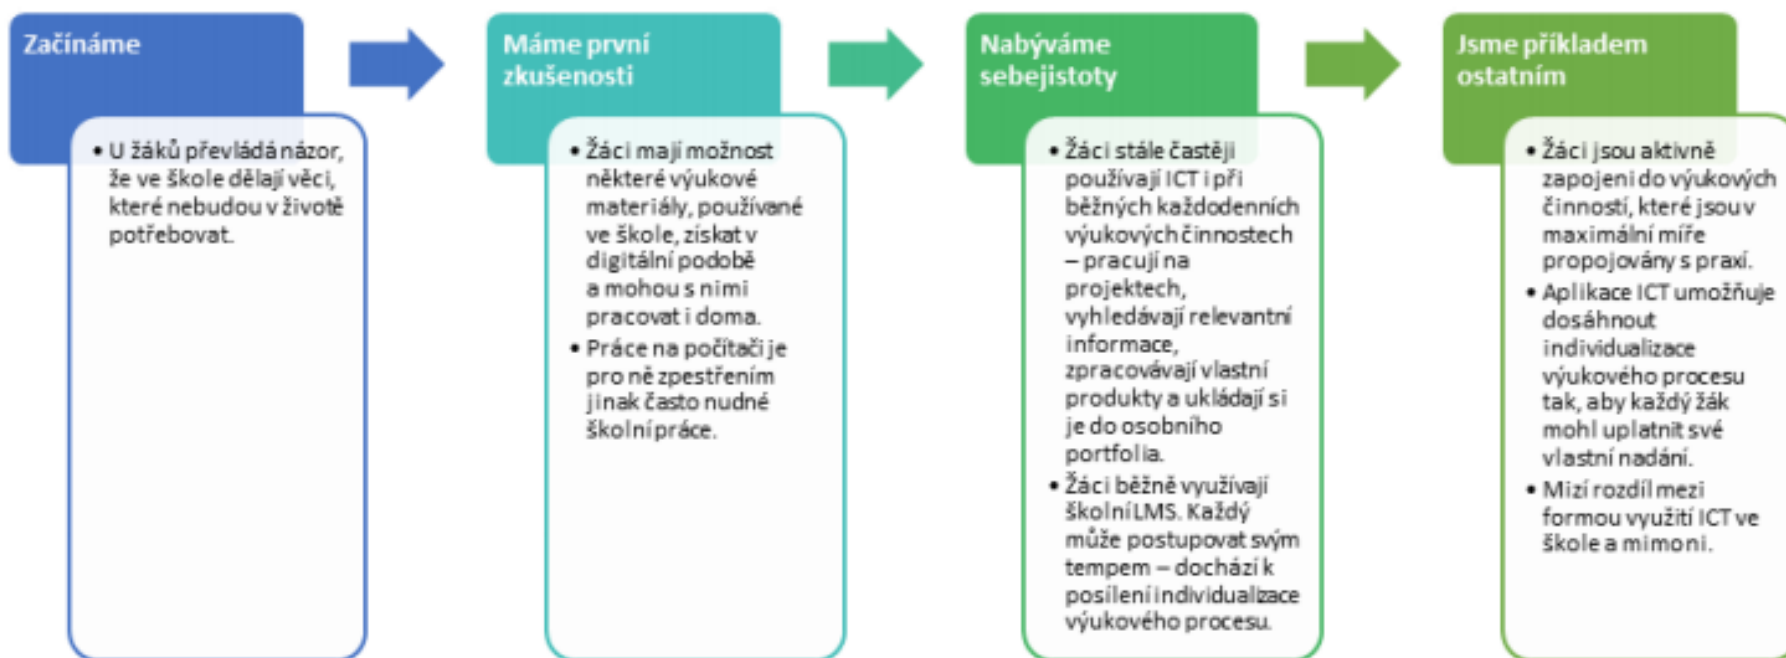 Začínáme
• U žáků převládá názor,
že ve škole dělají věci,
které nebudou v životě
potřebovat.
Máme první
zkušenosti
• Žáci mají možnost
některé výukové
materiály, používané
ve škole, získat v
digitální podobě
a mohou s nimi
pracovat i doma.
• Práce na počítači je
pro ně zpestřením
jinak často nudné
školní práce.
Nabýváme
sebejistoty
• Žáci stále častěji
používají ICT i při
běžných každodenních
výukových činnostech
– pracují na
projektech,
vyhledávají relevantní
informace,
zpracovávají vlastní
produkty a ukládají si
je do osobního
portfolia.
• Žáci běžně využívají
školní LMS. Každý
může postupovat svým
tempem – dochází k
posílení individualizace
výukového procesu.
Jsme příkladem
ostatním
• Žáci jsou aktivně
zapojeni do výukových
činností, které jsou v
maximální míře
propojovány s praxí.
• Aplikace ICT umožňuje
dosáhnout
individualizace
výukového procesu
tak, aby každý žák
mohl uplatnit své
vlastní nadání.
• Mizí rozdíl mezi
formou využití ICT ve
škole a mimo ni.